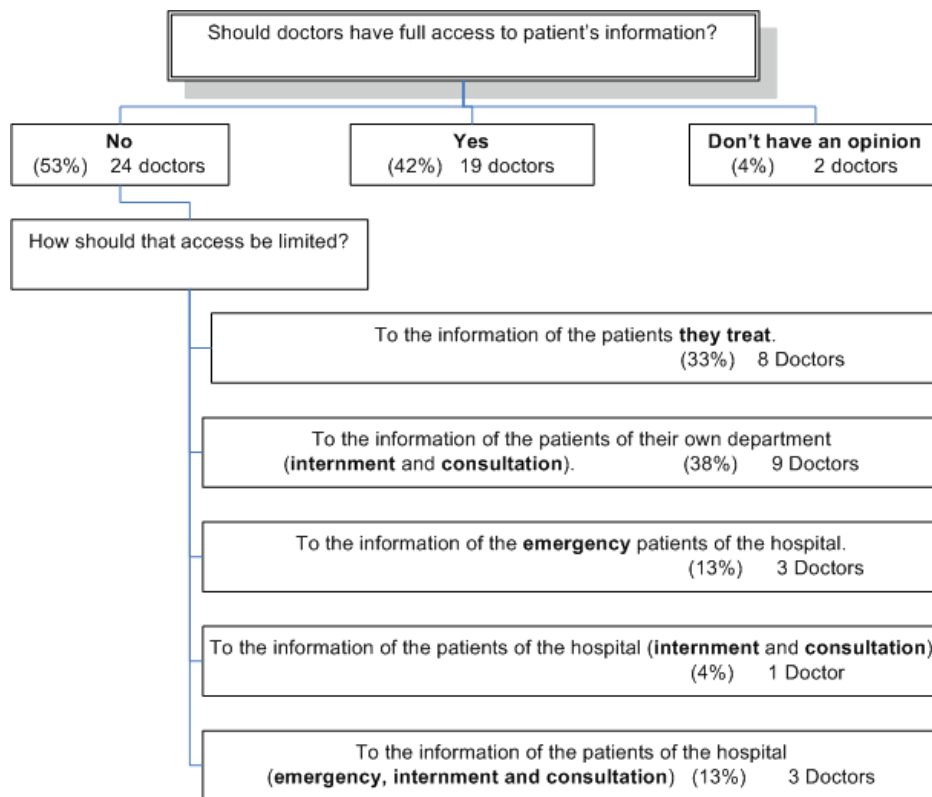 Should doctors have full access to patient's information?
No
(53%) 24 doctors
Yes
(42%) 19 doctors
Don't have an opinion
(4%) 2 doctors
How should that access be limited?
To the information of the patients they treat.
(33%) 8 Doctors
To the information of the patients of their own department
(internment and consultation). (38%) 9 Doctors
To the information of the emergency patients of the hospital.
(13%) 3 Doctors
To the information of the patients of the hospital (internment and consultation)
(4%) 1 Doctor
To the information of the patients of the hospital
(emergency, internment and consultation) (13%) 3 Doctors